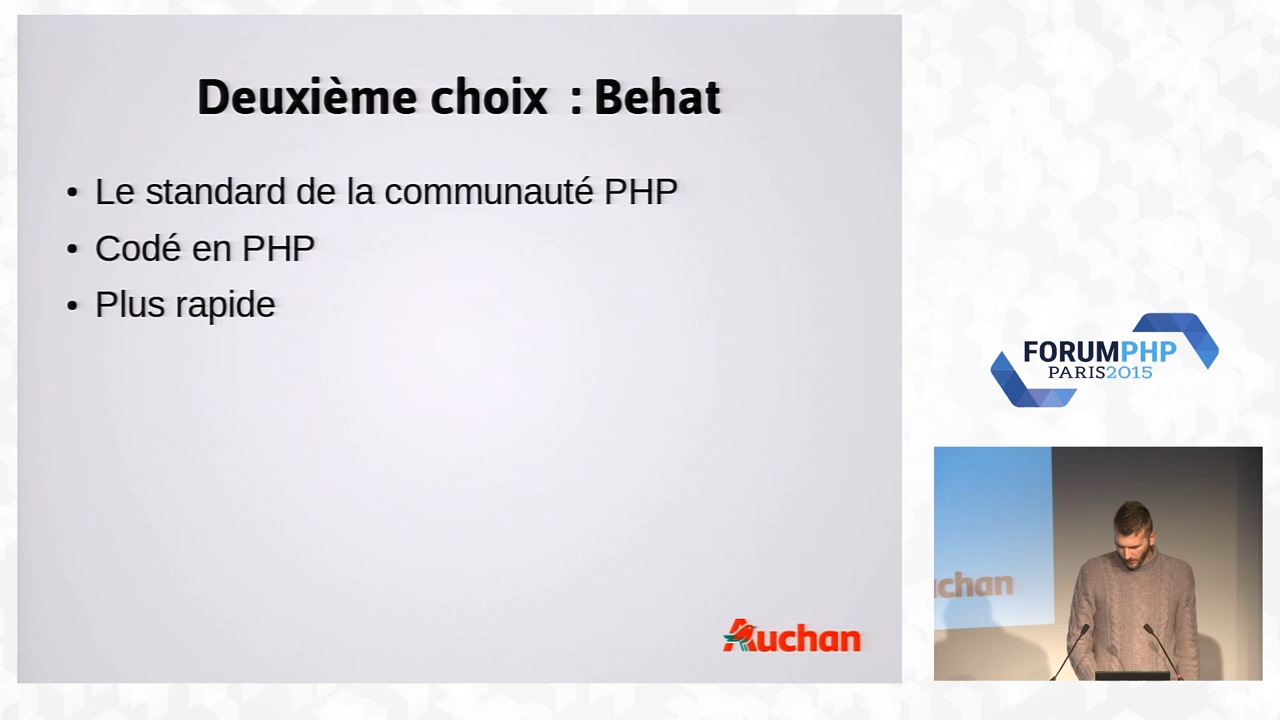 Deuxième choix : Behat
• Le standard de la communauté PHP
• Codé en PHP
• Plus rapide
Auchan
FORUMPHP
PARIS2015
uchan